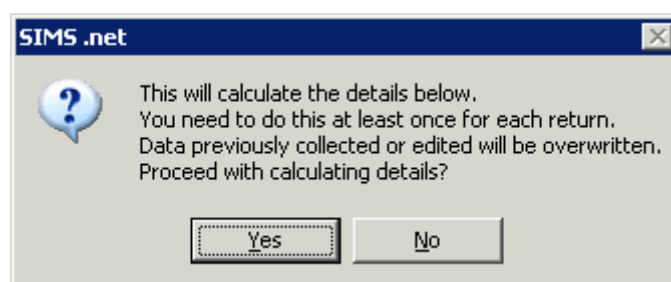 SIMS .net
This will calculate the details below.
You need to do this at least once for each return.
Data previously collected or edited will be overwritten.
Proceed with calculating details?
Yes
No